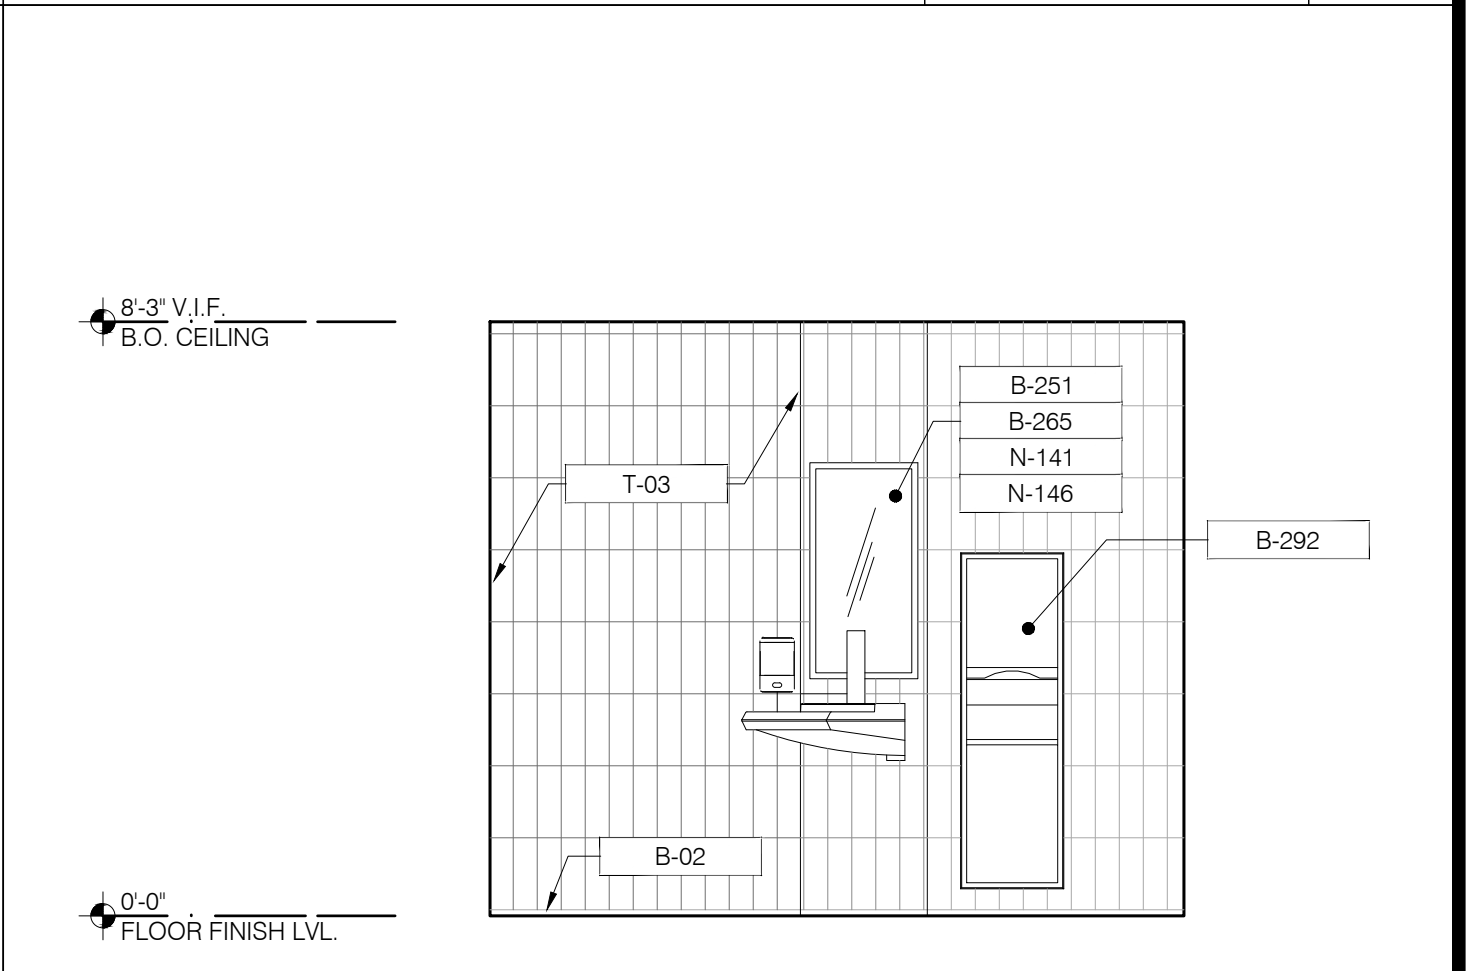 8'-3" V.I.F.
B.O. CEILING
B-251
B-265
N-141
N-146
T-03
B-292
B-02
0'-0"
FLOOR FINISH LVL.